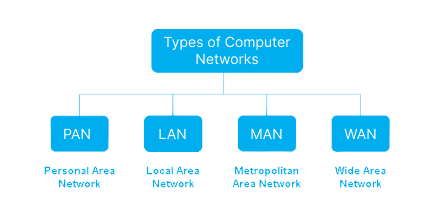 Types of Computer
Networks
PAN
LAN
MAN
WAN
Personal Area
Network
Local Area
Network
Metropolitan
Area Network
Wide Area
Network